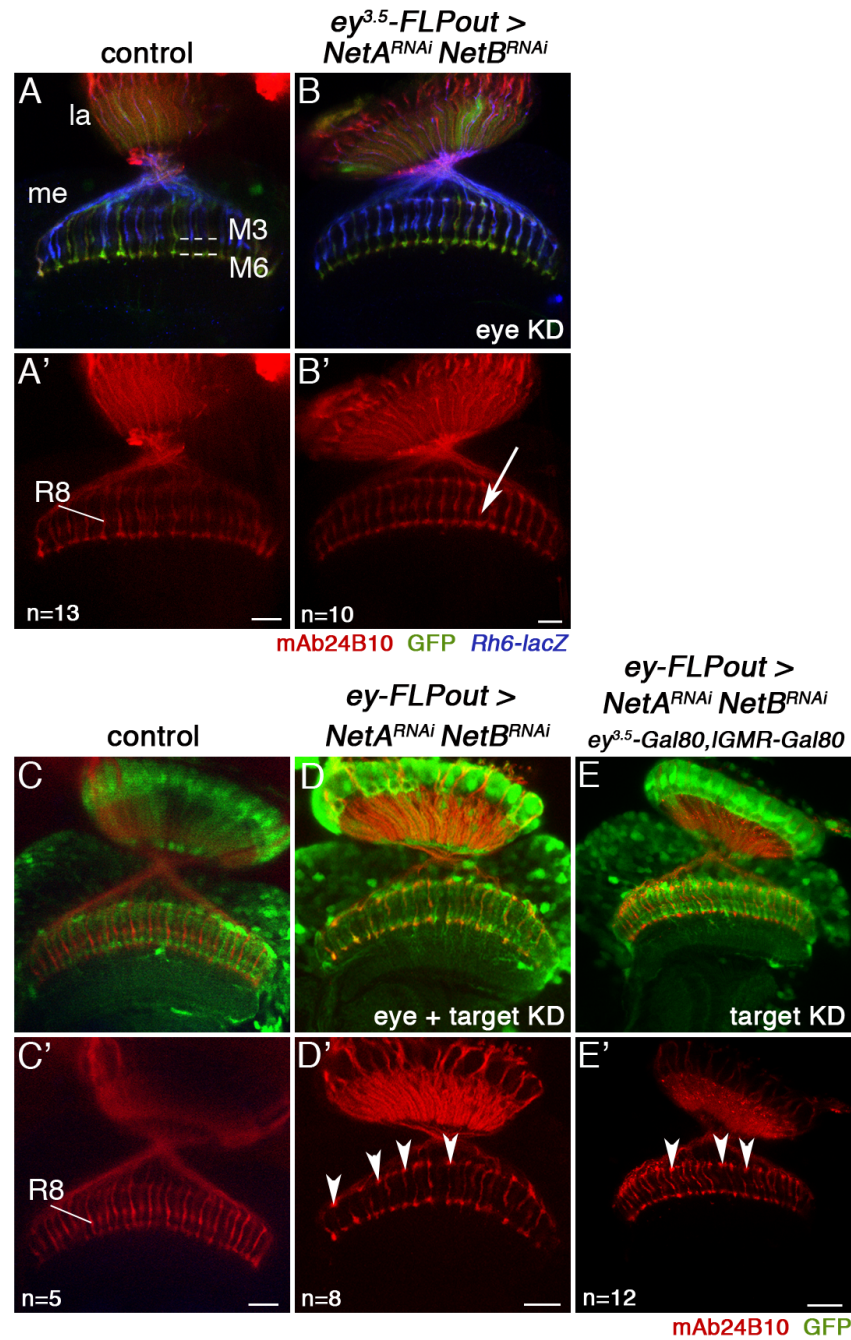 control
ey3.5-FLPout >
NetARNAi NetBRNAi
A
la
me
M3
M6
B
eye KD
A'
R8
n=13
B'
n=10
mAb24B10 GFP Rh6-lacZ
control
ey-FLPout >
NetARNAi NetBRNAi
ey-FLPout >
NetARNAi NetBRNAi
ey3.5-Gal80,lGMR-Gal80
C
D
eye + target KD
E
target KD
C'
R8
n=5
D'
n=8
E'
n=12
mAb24B10 GFP